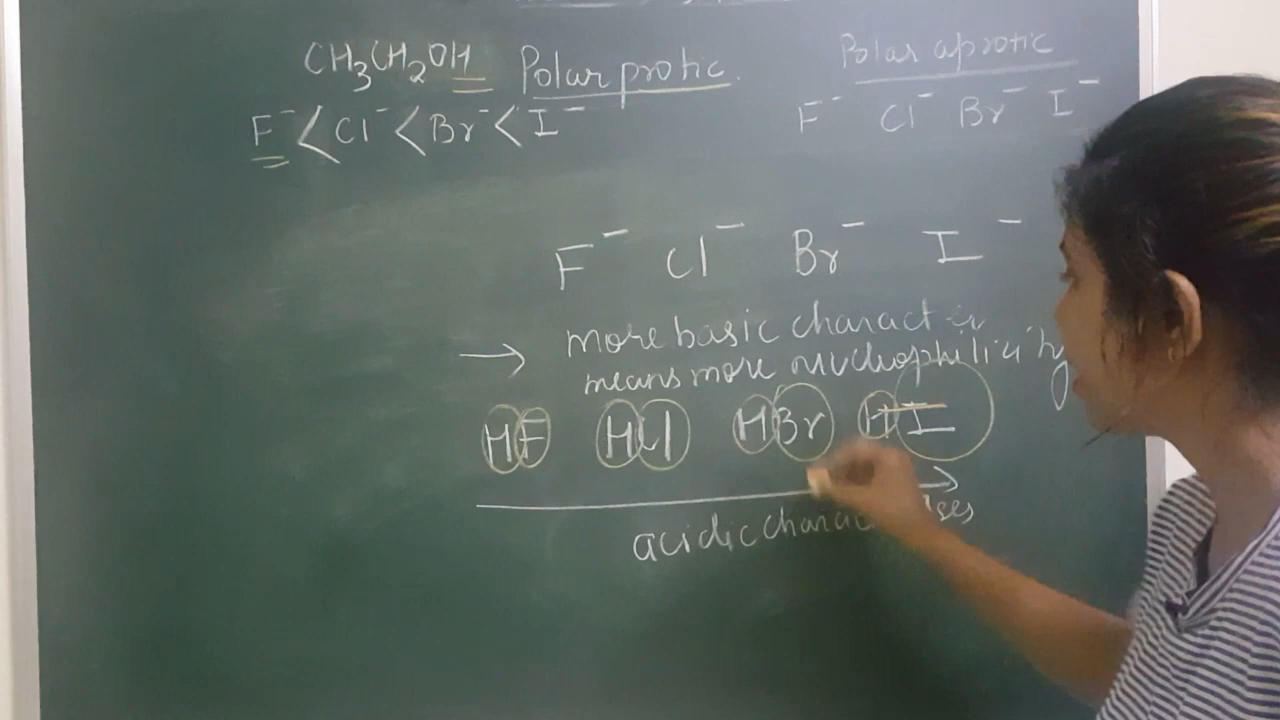 CH3CH2OH Polar protic.
F⁻ < Cl⁻ < Br⁻ < I⁻
Polar aprotic
F⁻ Cl⁻ Br⁻ I⁻
F⁻ Cl⁻ Br⁻ I⁻
→ more basic character
means more nucleophilicity
HF HCl HBr HI
acidic